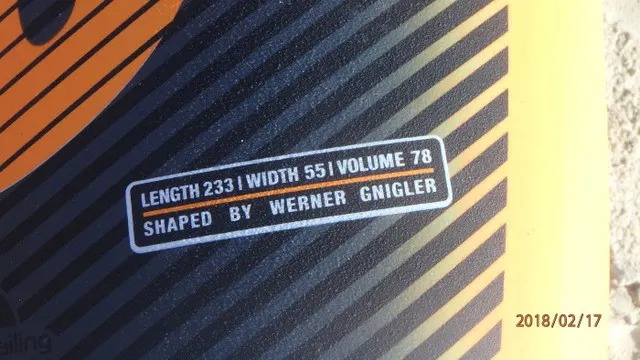 LENGTH 233 | WIDTH 55 | VOLUME 78
SHAPED BY WERNER GNIGLER
2018/02/17